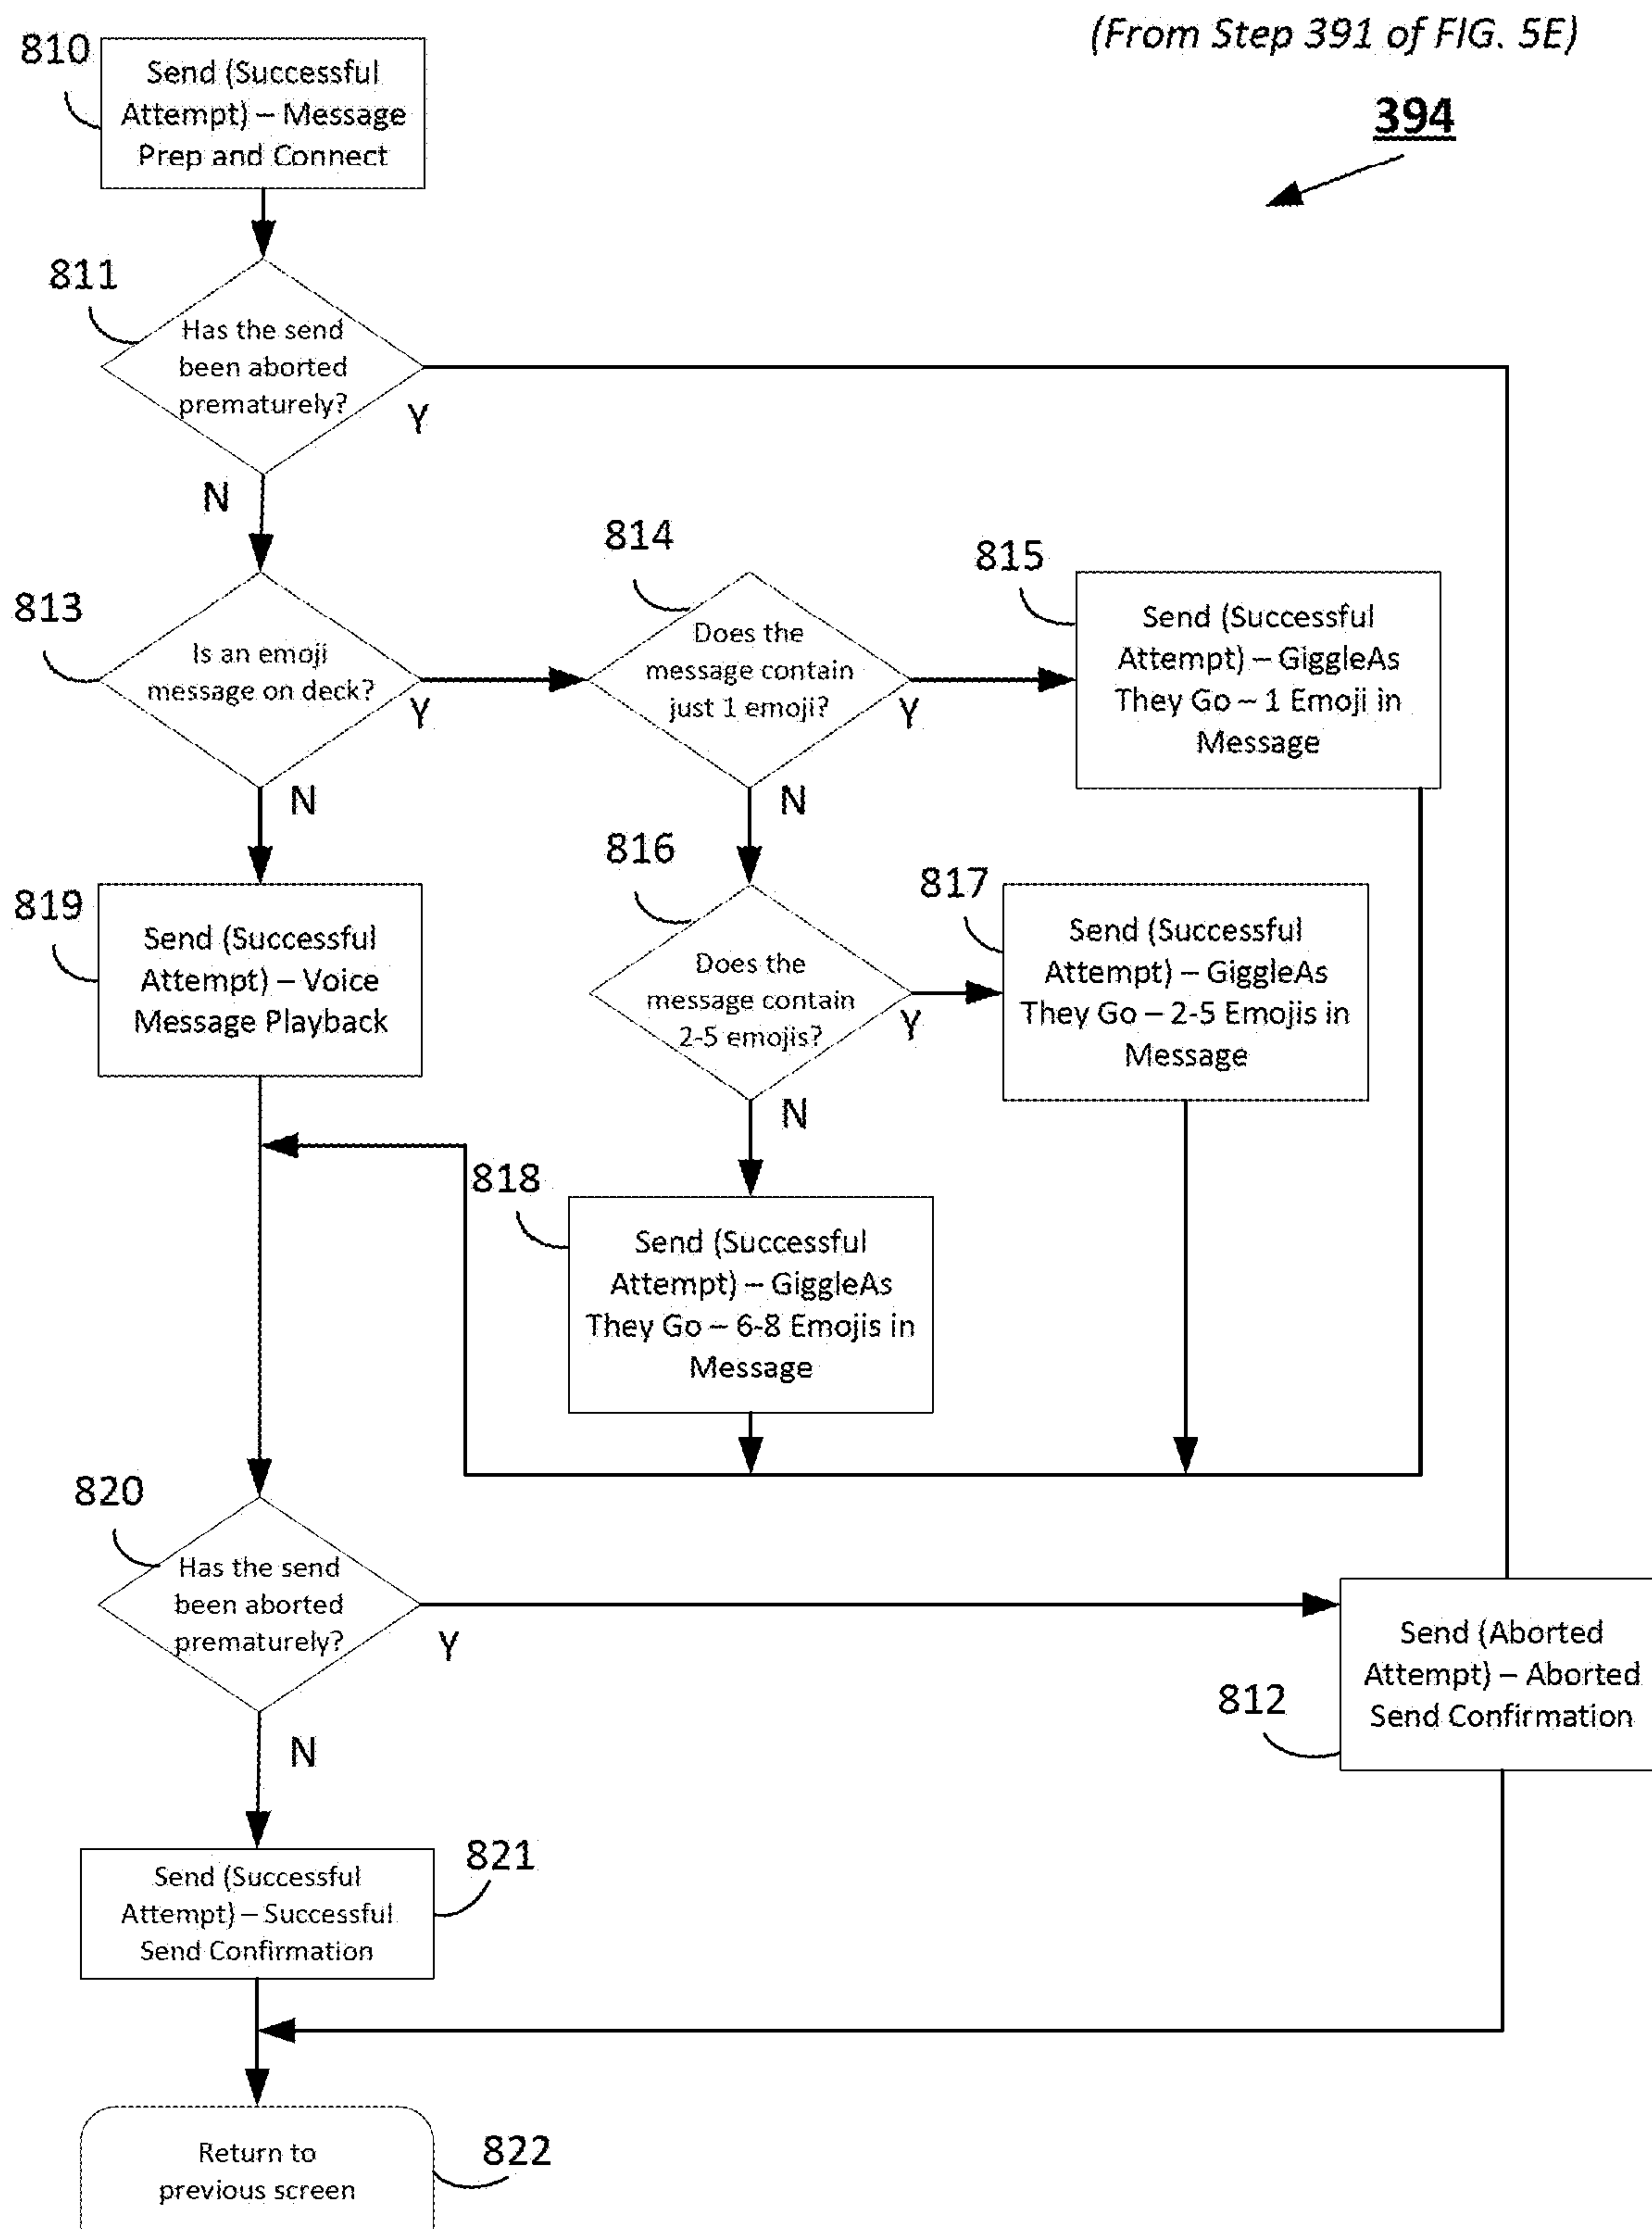 (From Step 391 of FIG. 5E)
394
810
Send (Successful
Attempt) – Message
Prep and Connect
811
Has the send
been aborted
prematurely?
Y
N
813
Is an emoji
message on deck?
Y
N
814
Does the
message contain
just 1 emoji?
Y
N
815
Send (Successful
Attempt) – GiggleAs
They Go – 1 Emoji in
Message
816
Does the
message contain
2-5 emojis?
Y
N
817
Send (Successful
Attempt) – GiggleAs
They Go – 2-5 Emojis in
Message
819
Send (Successful
Attempt) – Voice
Message Playback
818
Send (Successful
Attempt) – GiggleAs
They Go – 6-8 Emojis in
Message
820
Has the send
been aborted
prematurely?
Y
N
812
Send (Aborted
Attempt) – Aborted
Send Confirmation
821
Send (Successful
Attempt) – Successful
Send Confirmation
822
Return to
previous screen